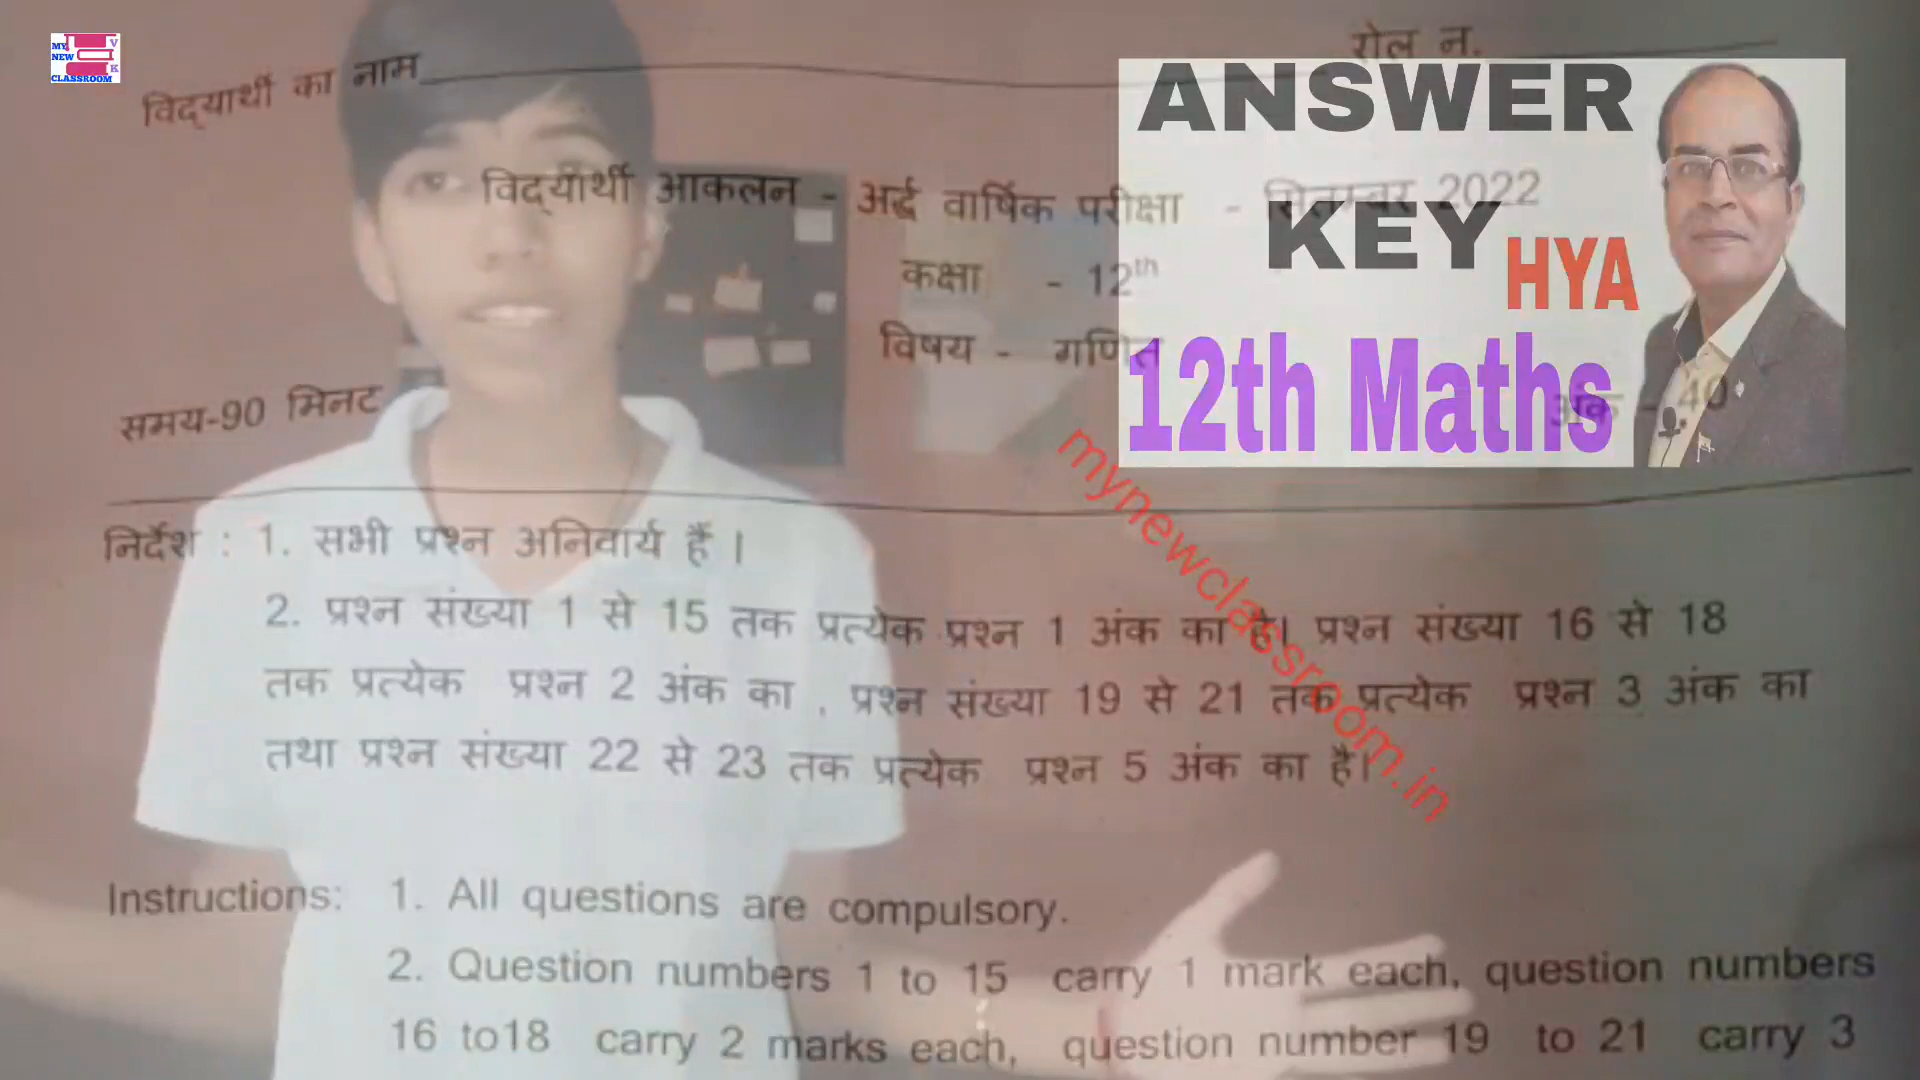 MY
NEW
CLASSROOM
V
K
रोल न.
विद्यार्थी का नाम
ANSWER
KEY
HYA
12th Maths
विद्यार्थी आकलन - अर्द्ध वार्षिक परीक्षा - सितम्बर 2022
कक्षा - 12th
विषय - गणित
समय-90 मिनट
अंक - 40
mynewclassroom.in
निर्देश : 1. सभी प्रश्न अनिवार्य हैं ।
2. प्रश्न संख्या 1 से 15 तक प्रत्येक प्रश्न 1 अंक का है। प्रश्न संख्या 16 से 18
तक प्रत्येक प्रश्न 2 अंक का , प्रश्न संख्या 19 से 21 तक प्रत्येक प्रश्न 3 अंक का
तथा प्रश्न संख्या 22 से 23 तक प्रत्येक प्रश्न 5 अंक का है।
Instructions: 1. All questions are compulsory.
2. Question numbers 1 to 15 carry 1 mark each, question numbers
16 to18 carry 2 marks each, question number 19 to 21 carry 3